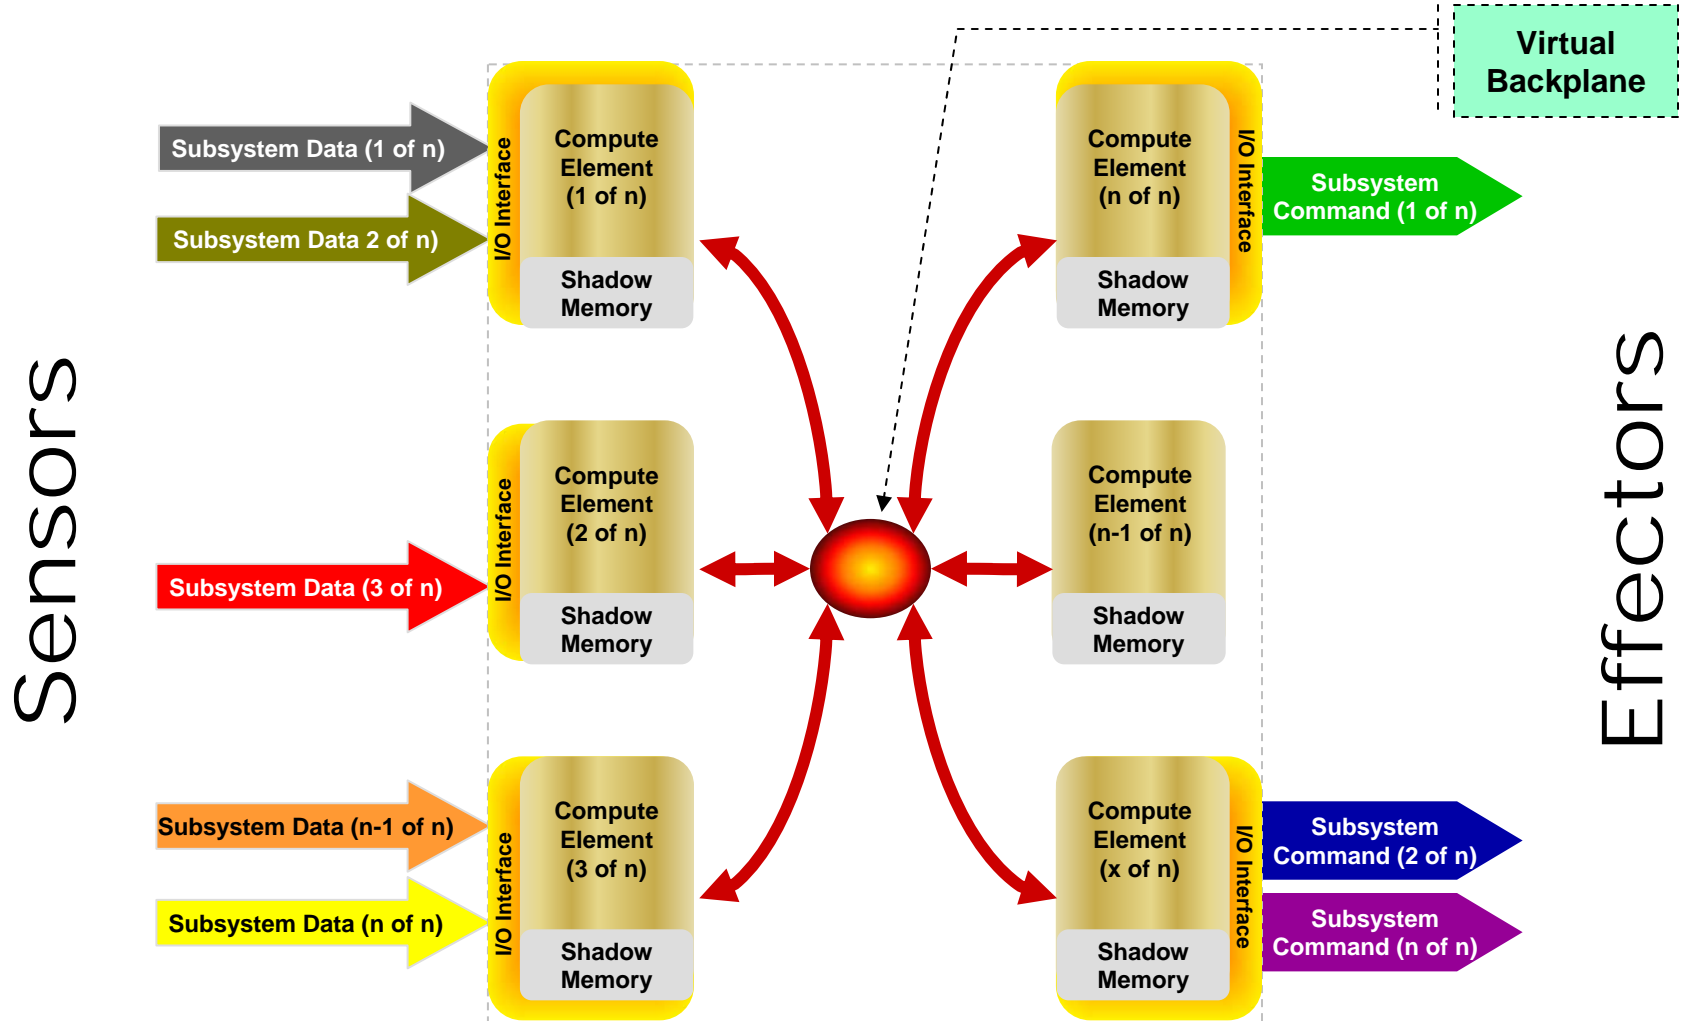 Virtual
Backplane
Sensors
Subsystem Data (1 of n)
Subsystem Data 2 of n)
Subsystem Data (3 of n)
Subsystem Data (n-1 of n)
Subsystem Data (n of n)
I/O Interface
Compute
Element
(1 of n)
Shadow
Memory
I/O Interface
Compute
Element
(2 of n)
Shadow
Memory
I/O Interface
Compute
Element
(3 of n)
Shadow
Memory
Compute
Element
(n of n)
Shadow
Memory
I/O Interface
Compute
Element
(n-1 of n)
Shadow
Memory
Compute
Element
(x of n)
Shadow
Memory
I/O Interface
Subsystem
Command (1 of n)
Subsystem
Command (2 of n)
Subsystem
Command (n of n)
Effectors